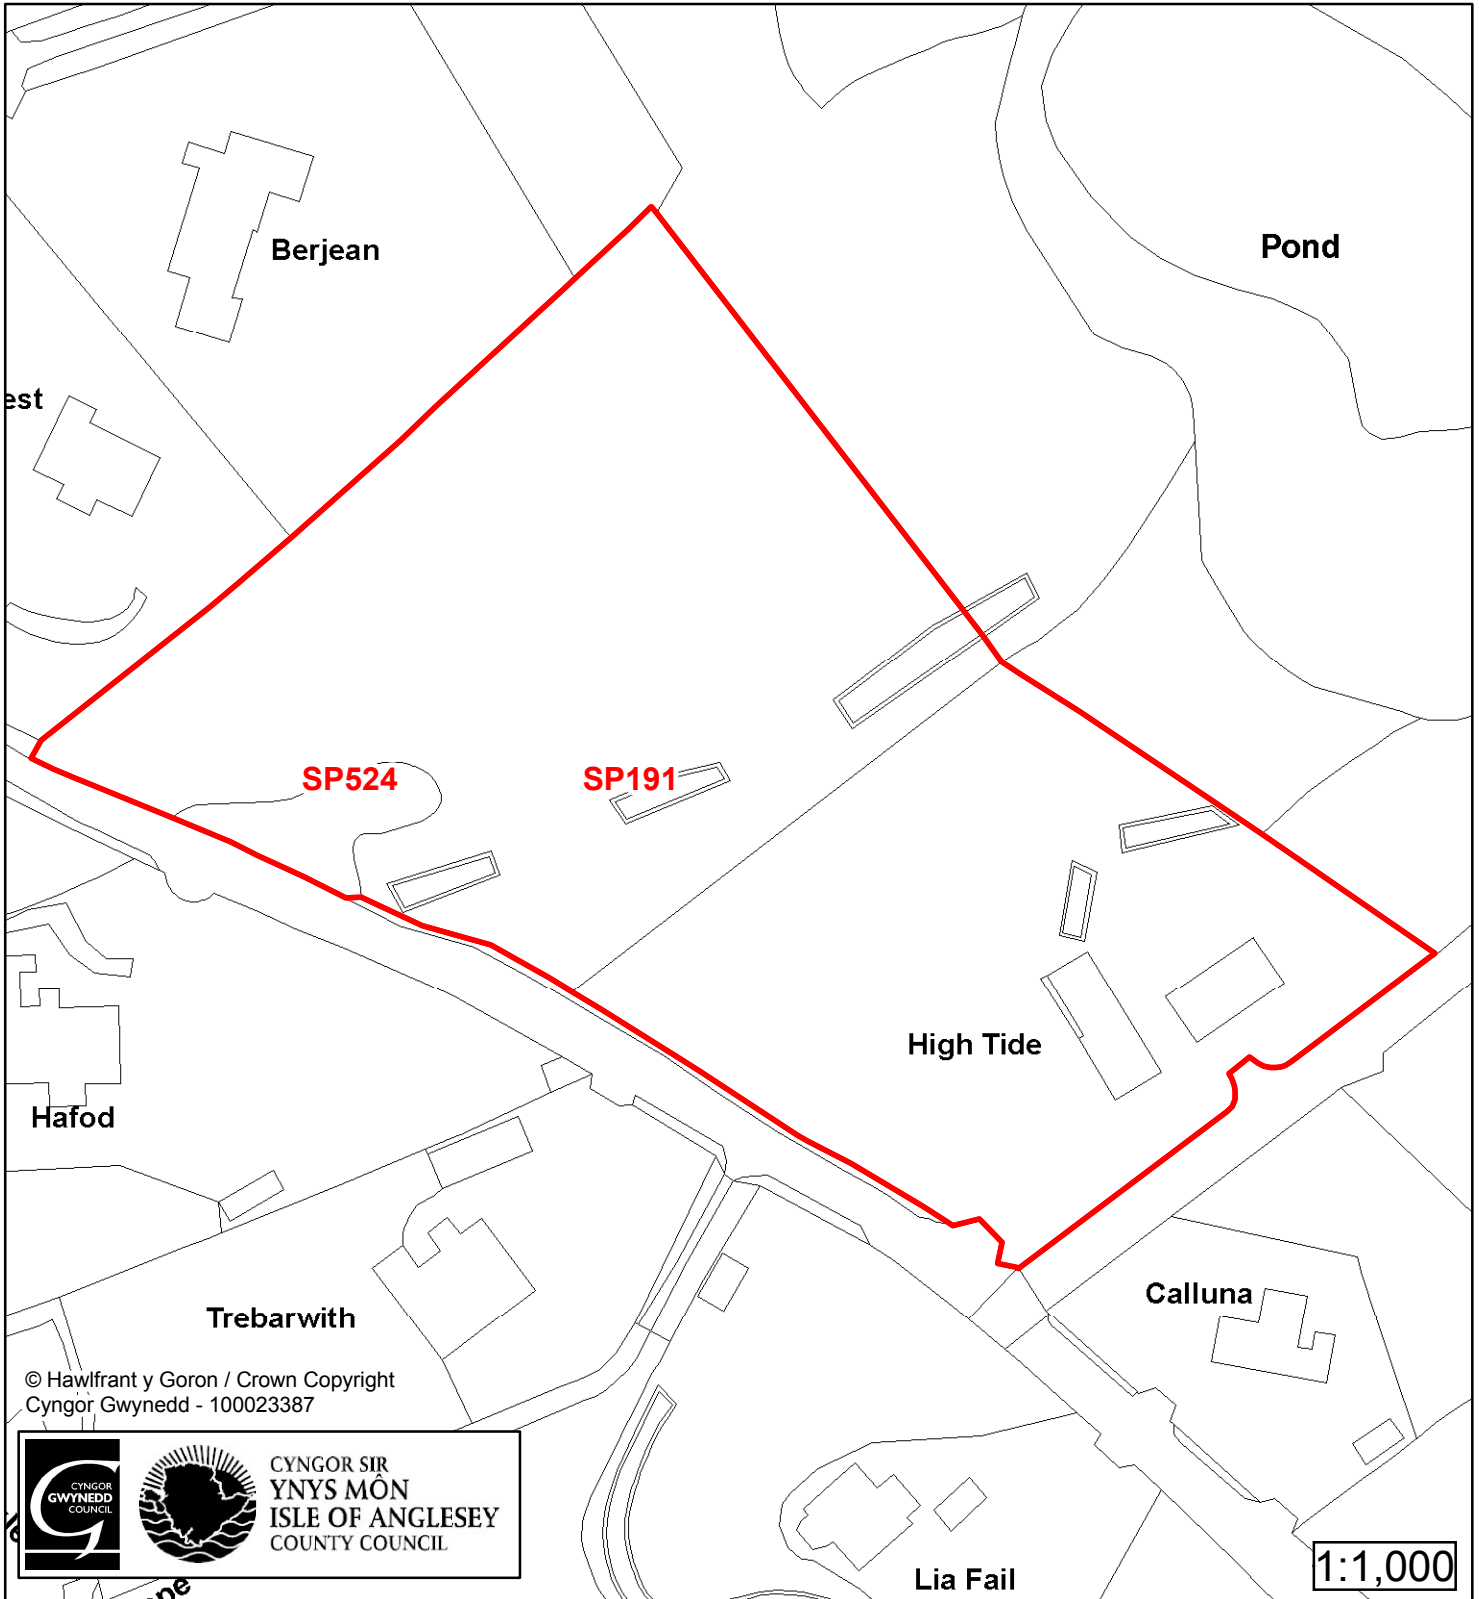 Berjean
Pond
est
SP524
SP191
High Tide
Hafod
Trebarwith
Calluna
© Hawlfrant y Goron / Crown Copyright
Cyngor Gwynedd - 100023387
CYNGOR
GWYNEDD
COUNCIL
CYNGOR SIR
YNYS MÔN
ISLE OF ANGLESEY
COUNTY COUNCIL
Lia Fail
1:1,000
pe